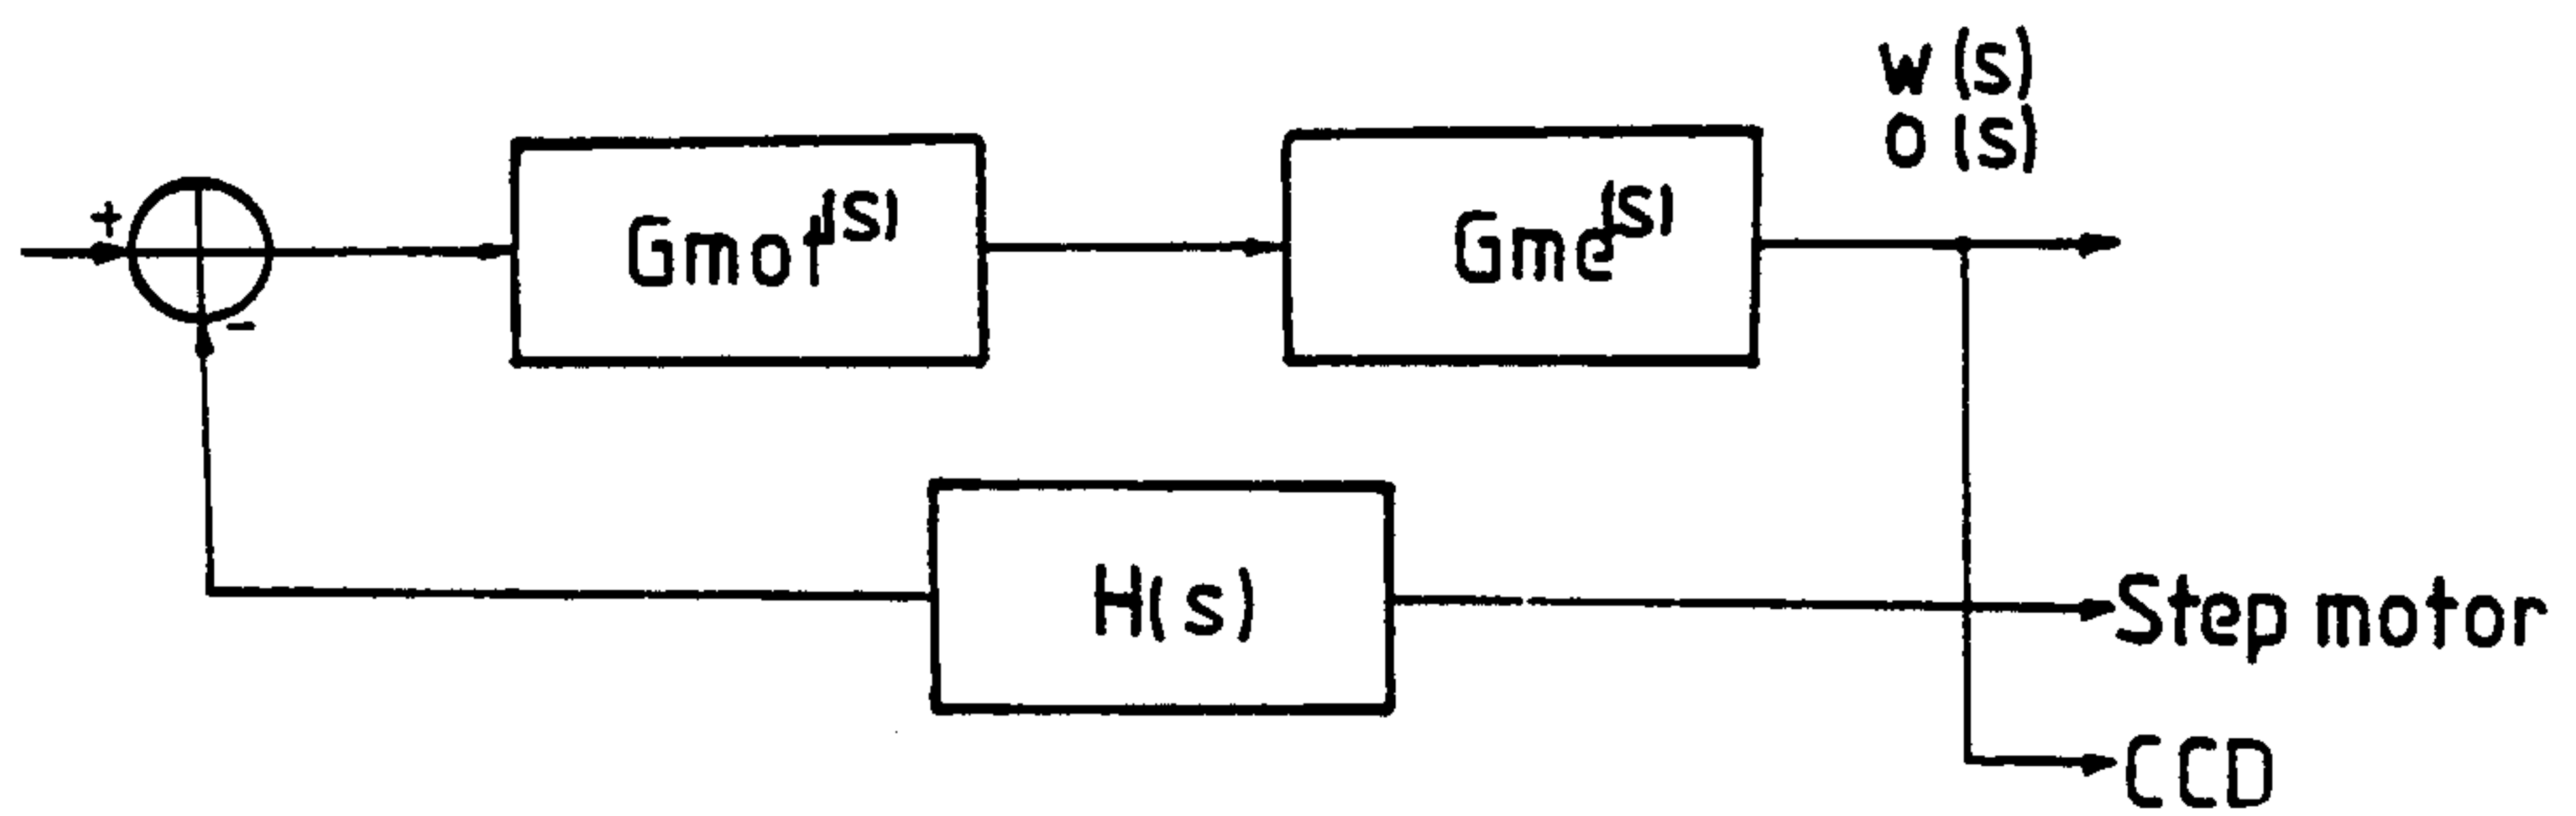 W (S)
O (S)
+
Gmot(S)
Gme(S)
-
H(s)
Step motor
CCD